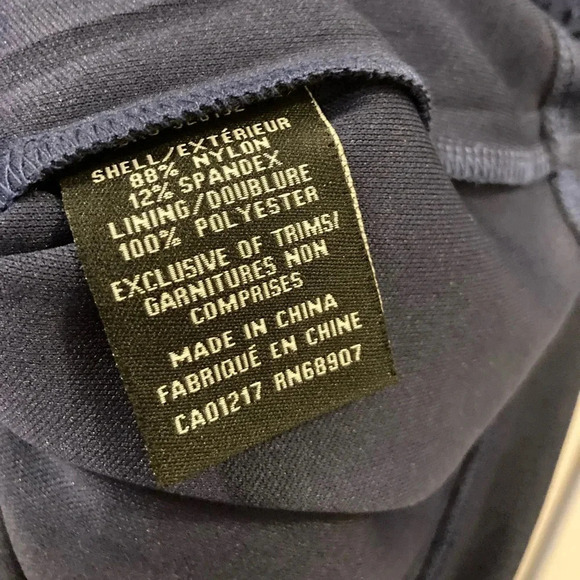 SHELL/EXTÉRIEUR
88% NYLON
12% SPANDEX
LINING/DOUBLURE
100% POLYESTER
EXCLUSIVE OF TRIMS/
GARNITURES NON
COMPRISES
MADE IN CHINA
FABRIQUÉ EN CHINE
CA01217 RN68907